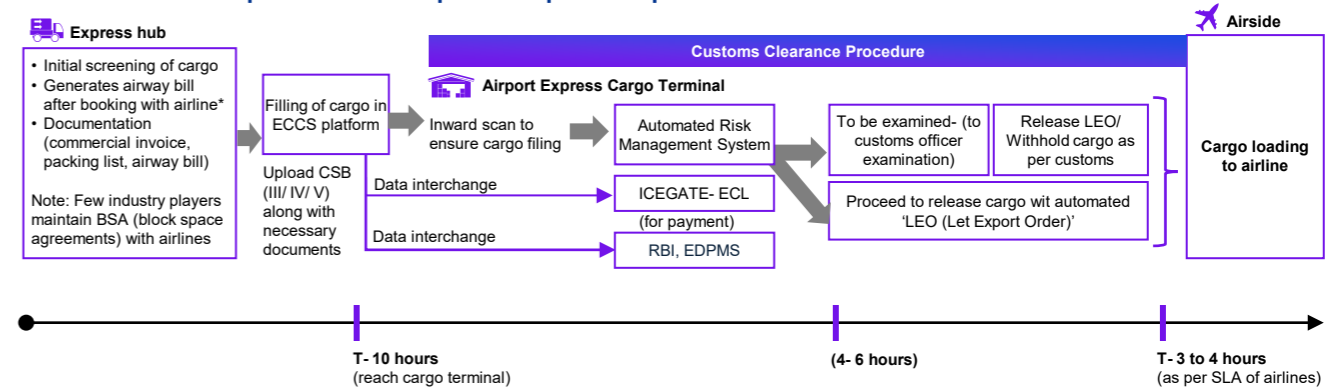 Express hub
• Initial screening of cargo
• Generates airway bill
after booking with airline*
• Documentation
(commercial invoice,
packing list, airway bill)
Note: Few industry players
maintain BSA (block space
agreements) with airlines
Filling of cargo in
ECCS platform
Upload CSB
(III/ IV/ V)
along with
necessary
documents
Customs Clearance Procedure
Airport Express Cargo Terminal
Inward scan to
ensure cargo filing
Automated Risk
Management System
Data interchange
ICEGATE- ECL
(for payment)
Data interchange
RBI, EDPMS
To be examined- (to
customs officer
examination)
Release LEO/
Withhold cargo as
per customs
Proceed to release cargo wit automated
‘LEO (Let Export Order)’
Airside
Cargo loading
to airline
T- 10 hours
(reach cargo terminal)
(4- 6 hours)
T- 3 to 4 hours
(as per SLA of airlines)